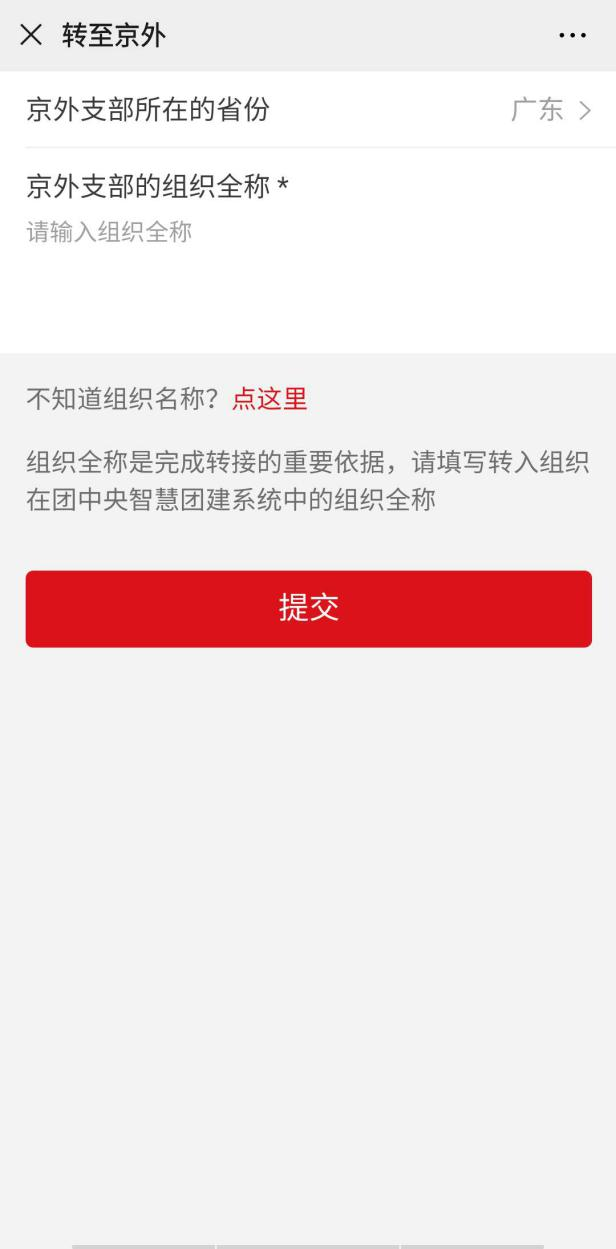 转至京外
京外支部所在的省份 广东
京外支部的组织全称 *
请输入组织全称
不知道组织名称？点这里
组织全称是完成转接的重要依据，请填写转入组织
在团中央智慧团建系统中的组织全称
提交